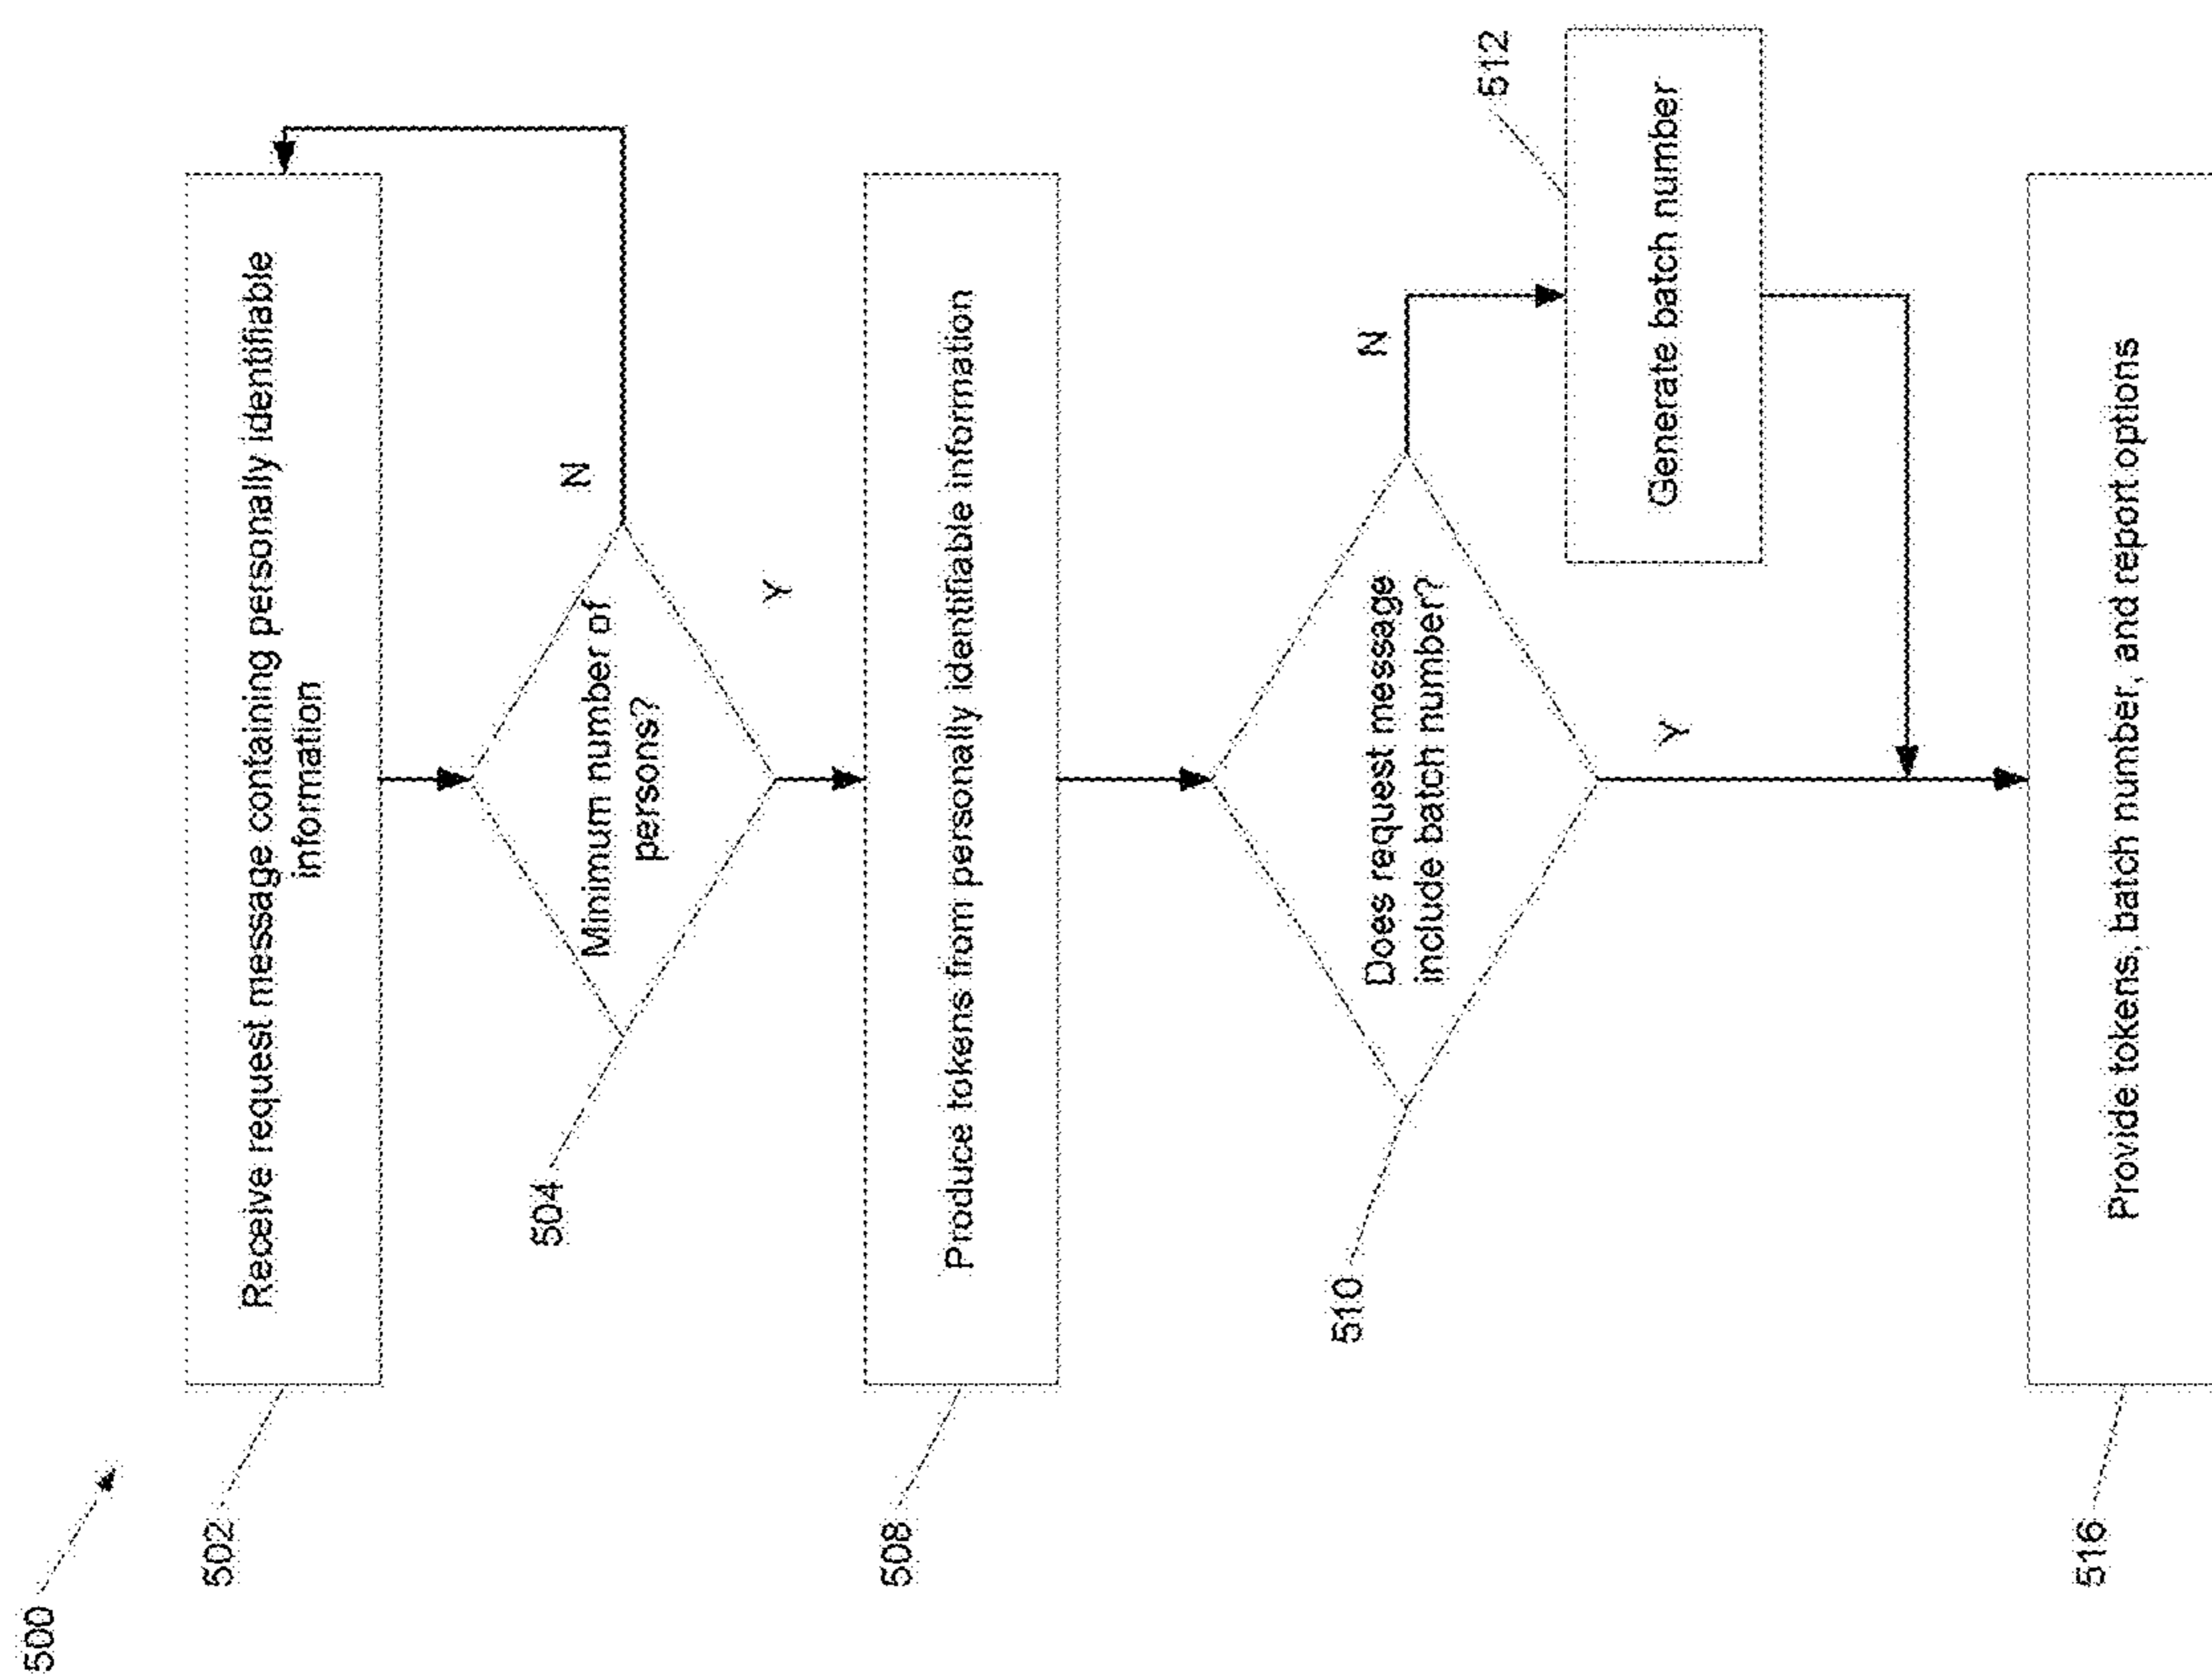 500
502
Receive request message containing personally identifiable
information
504
Minimum number of
persons?
N
Y
508
Produce tokens from personally identifiable information
510
Does request message
include batch number?
N
512
Generate batch number
Y
516
Provide tokens, batch number, and report options